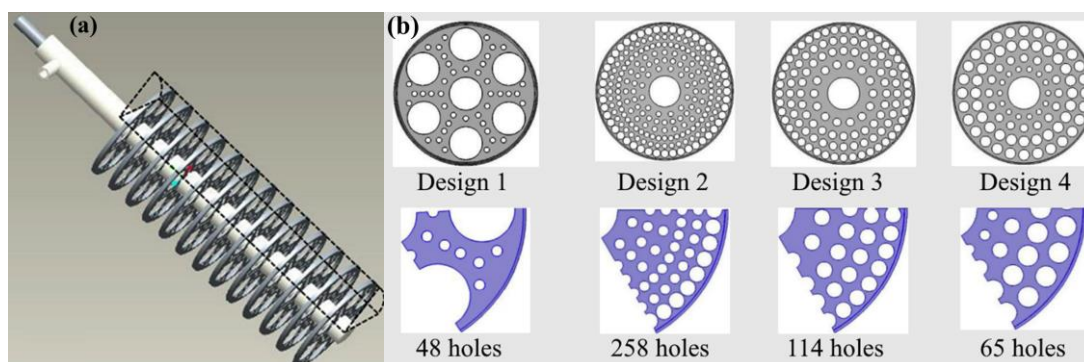 (a)
(b)
Design 1
Design 2
Design 3
Design 4
48 holes
258 holes
114 holes
65 holes